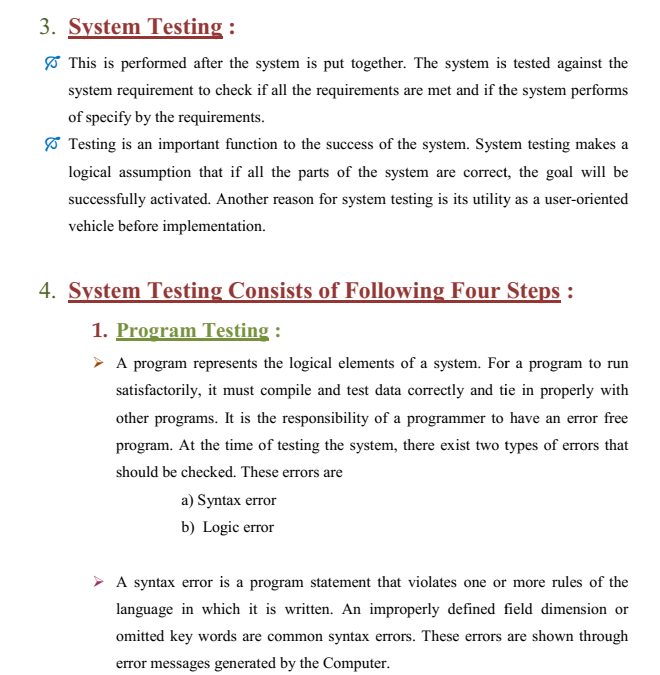 3. System Testing :
This is performed after the system is put together. The system is tested against the
system requirement to check if all the requirements are met and if the system performs
of specify by the requirements.
Testing is an important function to the success of the system. System testing makes a
logical assumption that if all the parts of the system are correct, the goal will be
successfully activated. Another reason for system testing is its utility as a user-oriented
vehicle before implementation.
4. System Testing Consists of Following Four Steps :
1. Program Testing :
A program represents the logical elements of a system. For a program to run
satisfactorily, it must compile and test data correctly and tie in properly with
other programs. It is the responsibility of a programmer to have an error free
program. At the time of testing the system, there exist two types of errors that
should be checked. These errors are
a) Syntax error
b) Logic error
A syntax error is a program statement that violates one or more rules of the
language in which it is written. An improperly defined field dimension or
omitted key words are common syntax errors. These errors are shown through
error messages generated by the Computer.